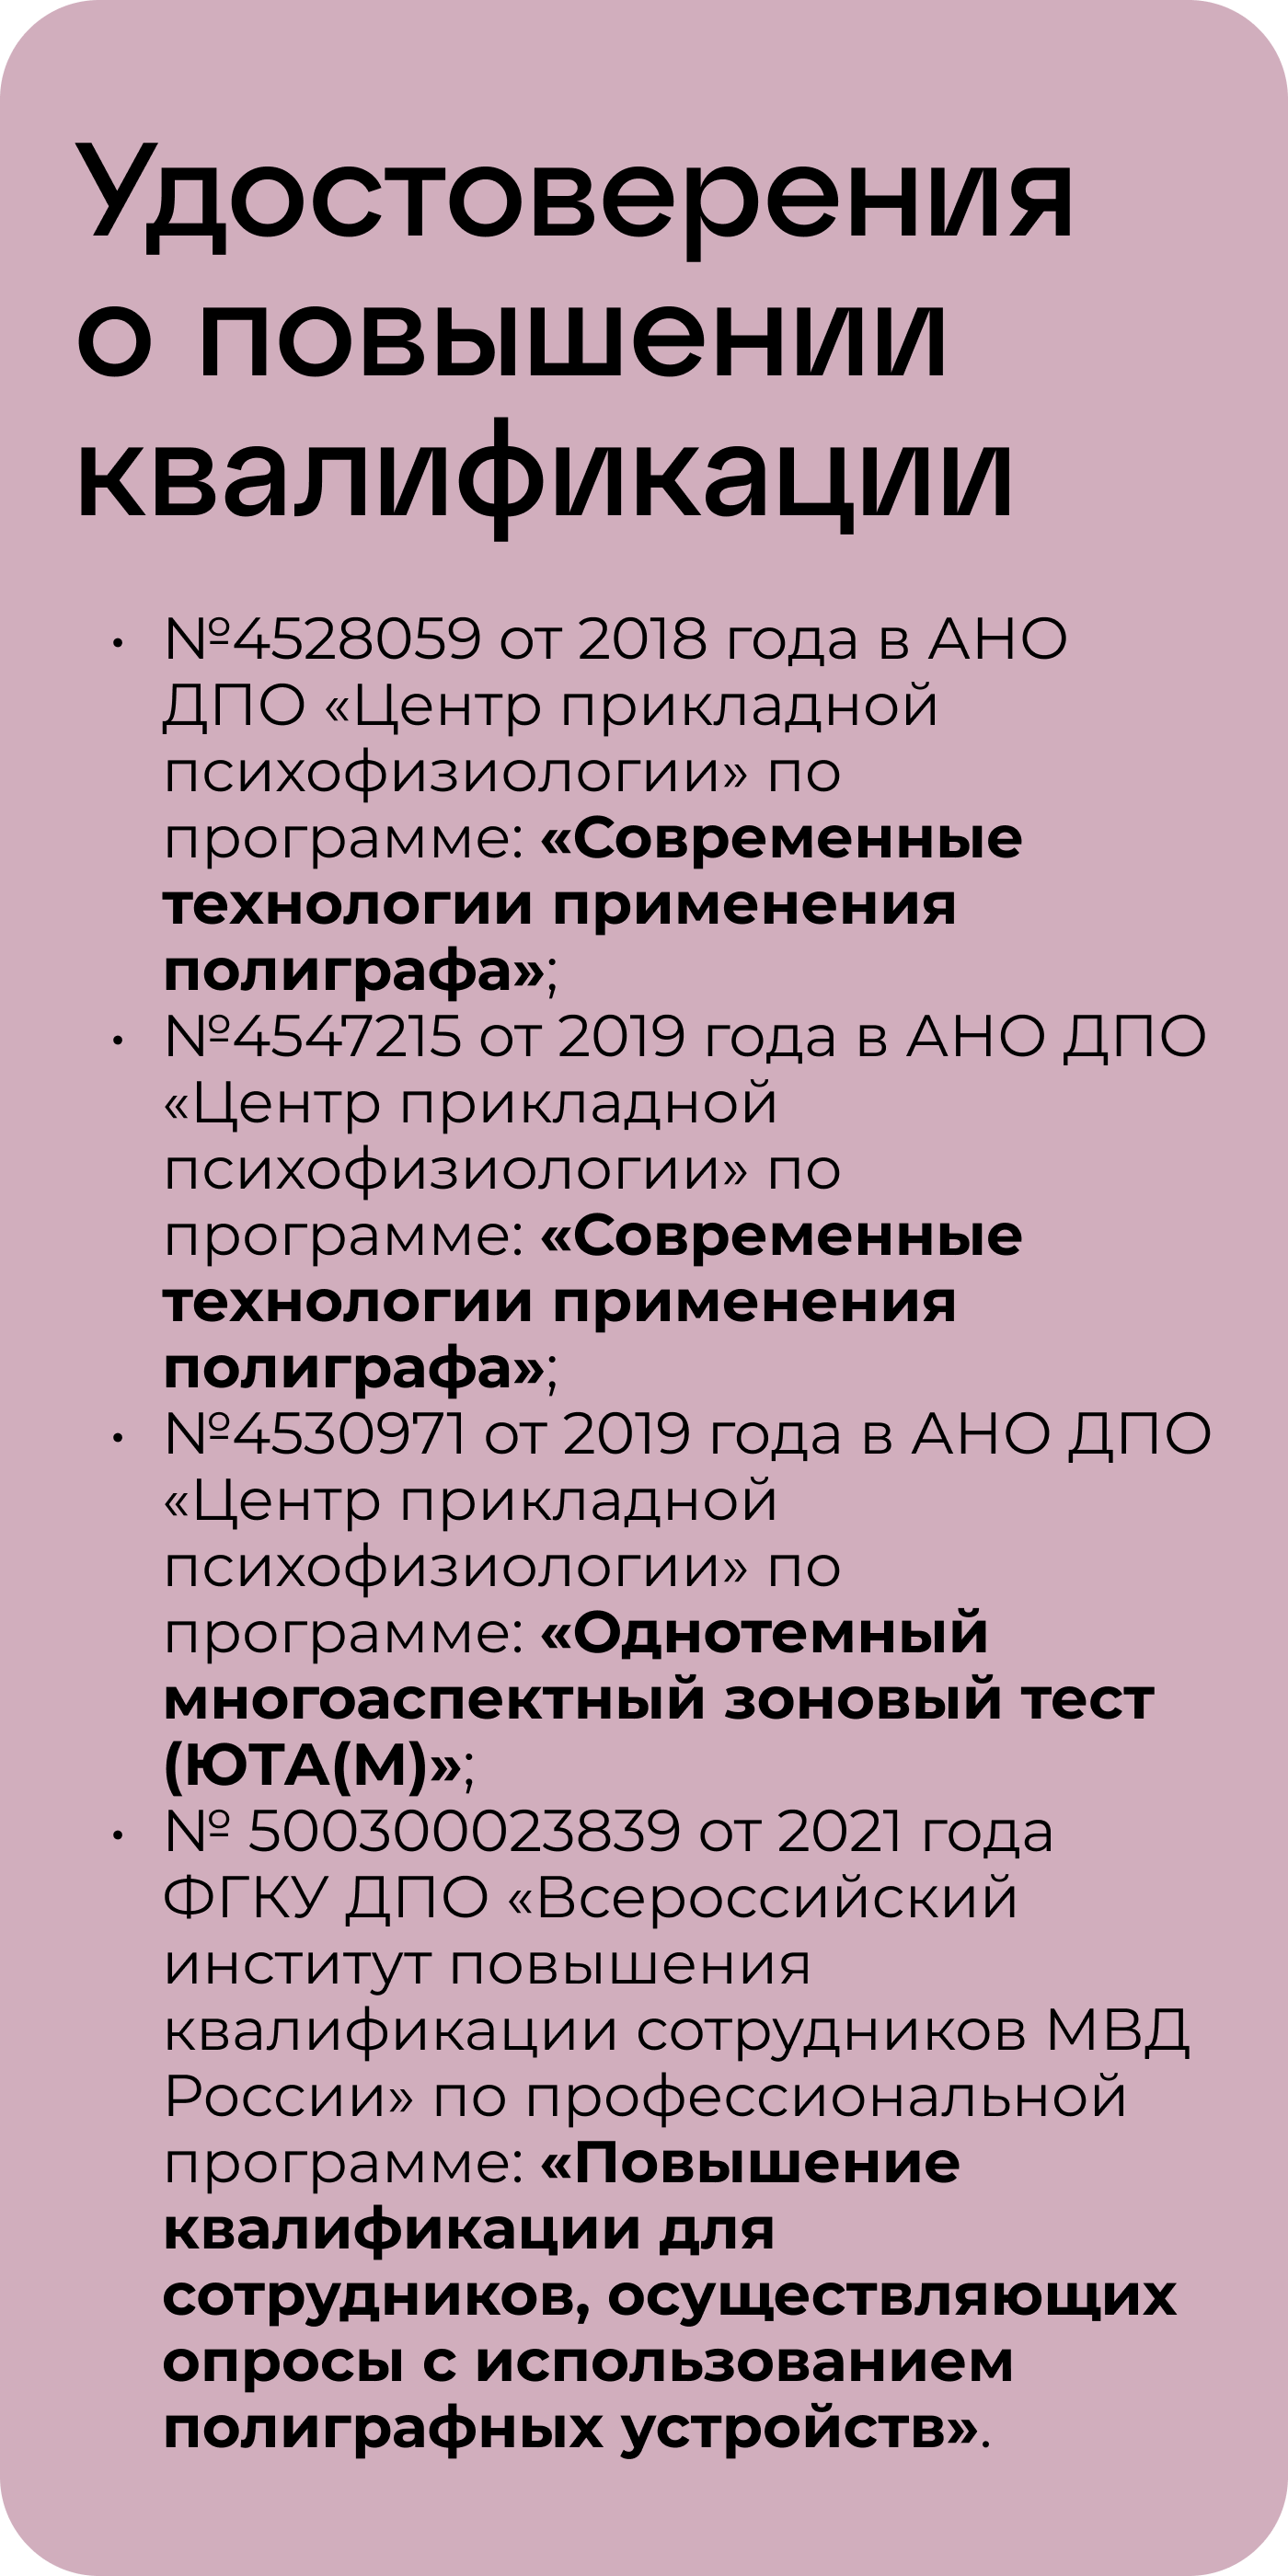 Удостоверения
о повышении
квалификации
• №4528059 от 2018 года в АНО
ДПО «Центр прикладной
психофизиологии» по
программе: «Современные
технологии применения
полиграфа»;
• №4547215 от 2019 года в АНО ДПО
«Центр прикладной
психофизиологии» по
программе: «Современные
технологии применения
полиграфа»;
• №4530971 от 2019 года в АНО ДПО
«Центр прикладной
психофизиологии» по
программе: «Однотемный
многоаспектный зоновый тест
(ЮТА(М)»;
• № 500300023839 от 2021 года
ФГКУ ДПО «Всероссийский
институт повышения
квалификации сотрудников МВД
России» по профессиональной
программе: «Повышение
квалификации для
сотрудников, осуществляющих
опросы с использованием
полиграфных устройств».